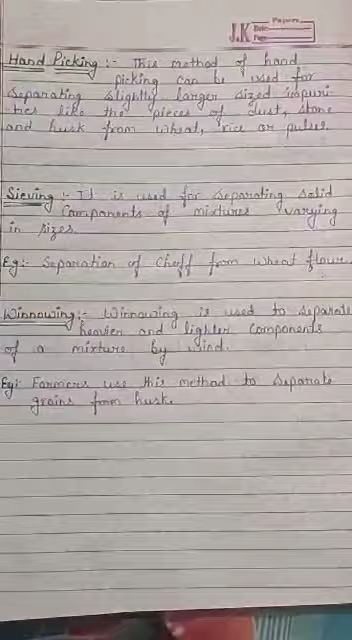 J.K Papers
Date:
Page:
Hand Picking :- This method of hand
picking can be used for
separating slightly larger sized impuri
ties like the pieces of dust, stone
and husk from wheat, rice or pulses.
Sieving :- It is used for separating solid
Components of mixtures varying
in sizes.
Eg:- Separation of Chaff from wheat flour
Winnowing:- Winnowing is used to separate
heavier and lighter components
of a mixture by wind.
Eg: Farmers use this method to separate
grains from husk.